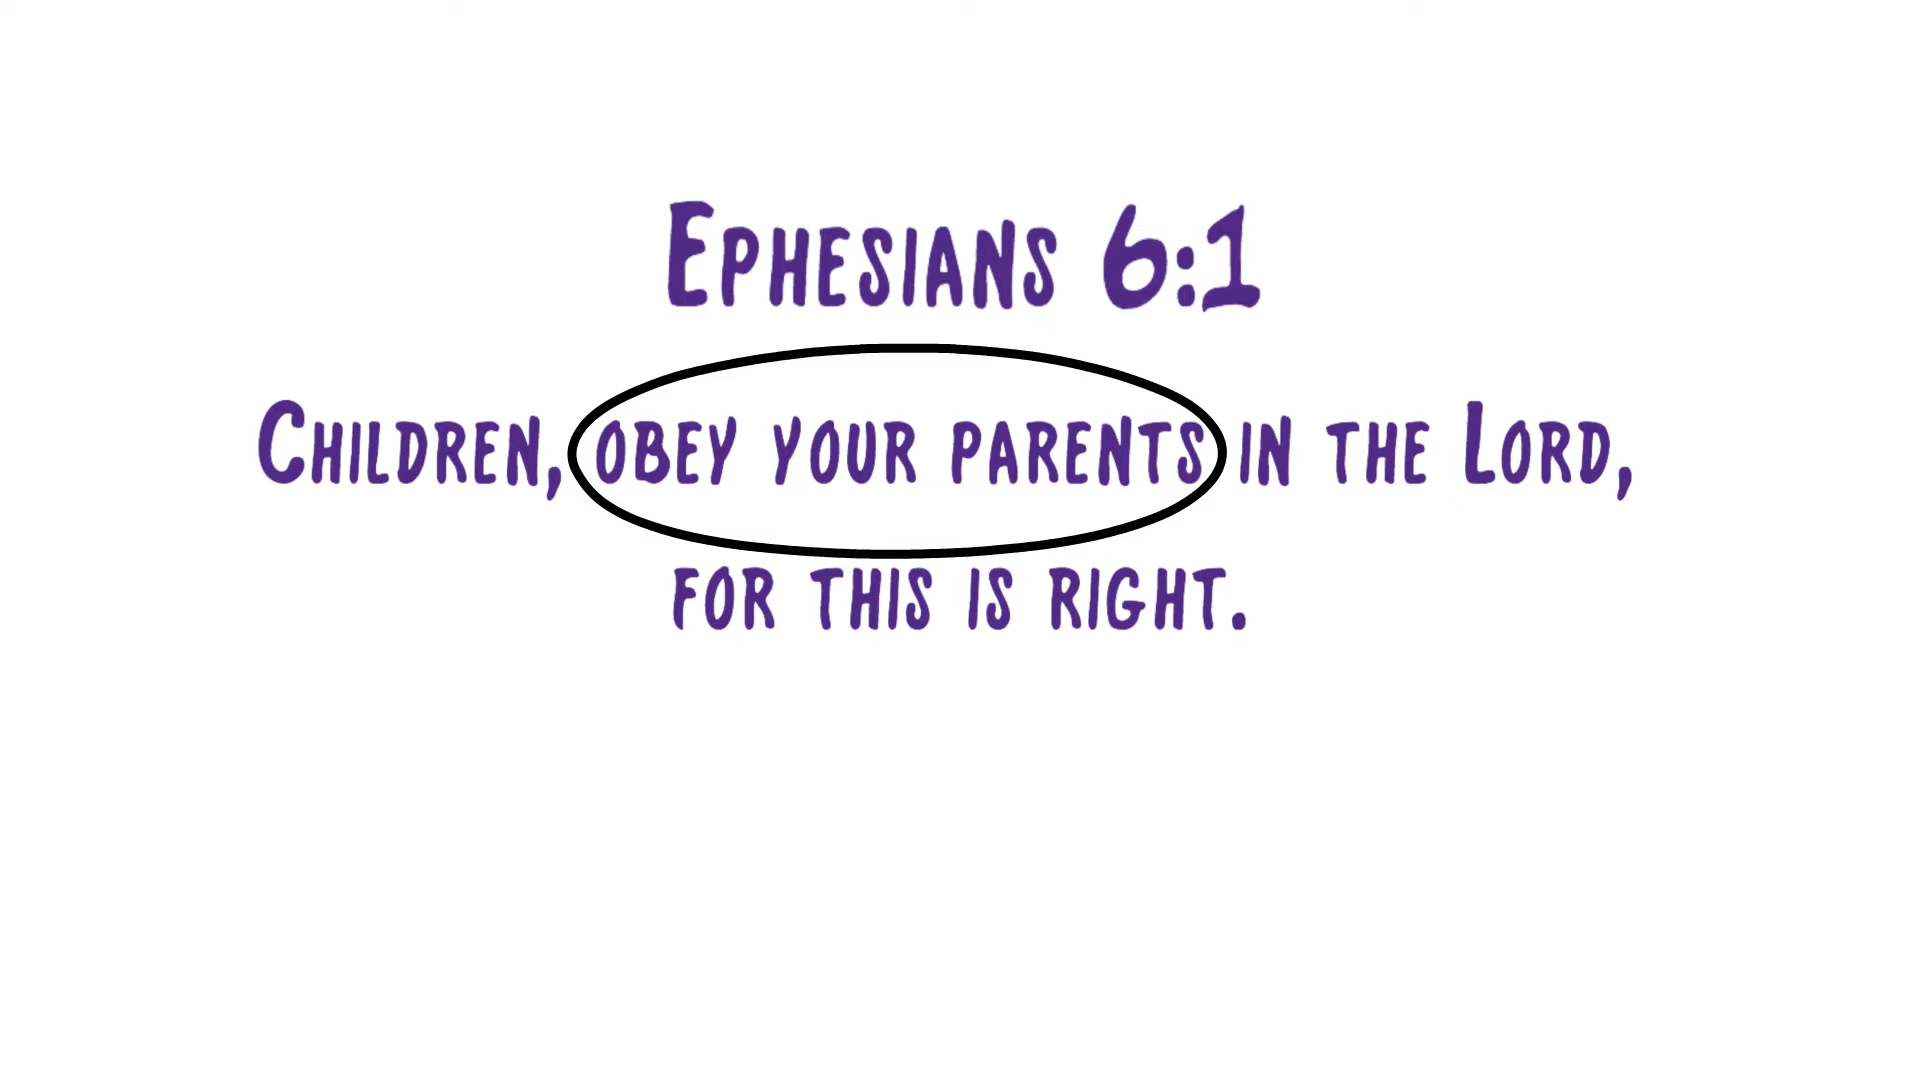 Ephesians 6:1
Children, obey your parents in the Lord,
for this is right.